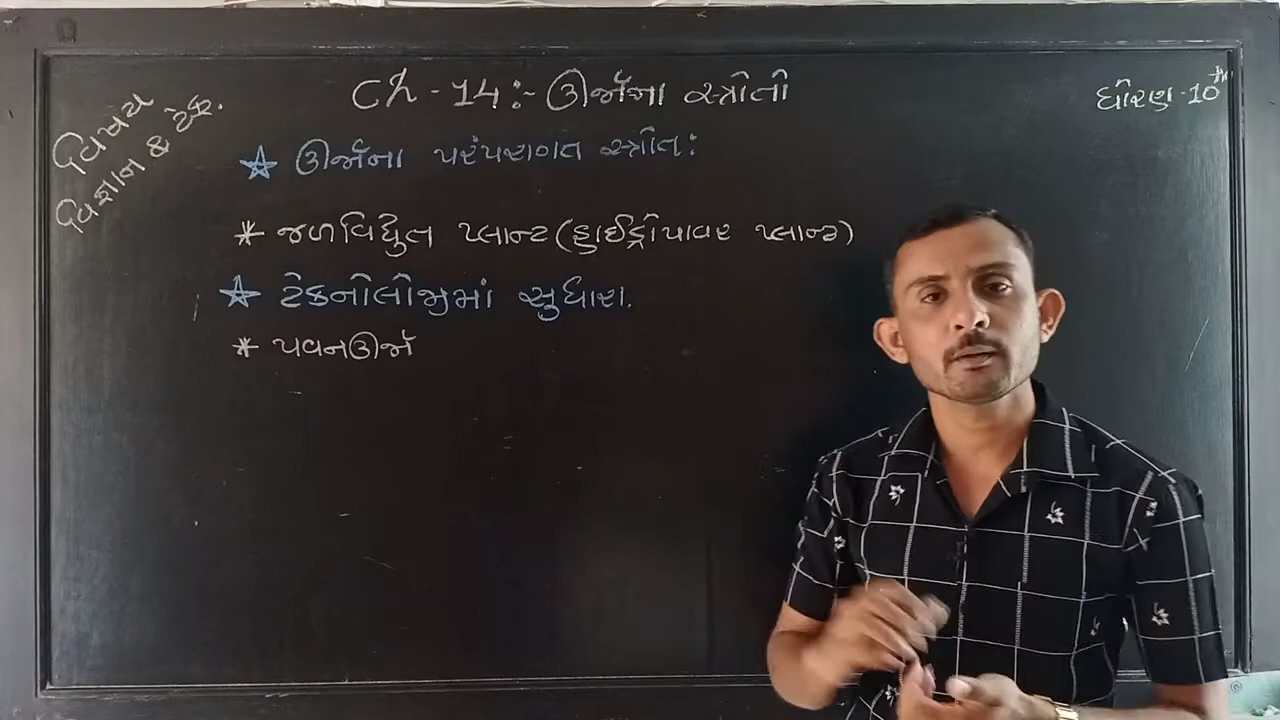 વિષય
વિજ્ઞાન & ટેક.
Ch - 14 :- ઊર્જાના સ્ત્રોતો
ધોરણ - 10th
☆ ઊર્જાના પરંપરાગત સ્ત્રોત :
* જળવિદ્યુત પ્લાન્ટ (હાઈડ્રોપાવર પ્લાન્ટ)
☆ ટેકનોલોજીમાં સુધારા.
* પવનઊર્જા